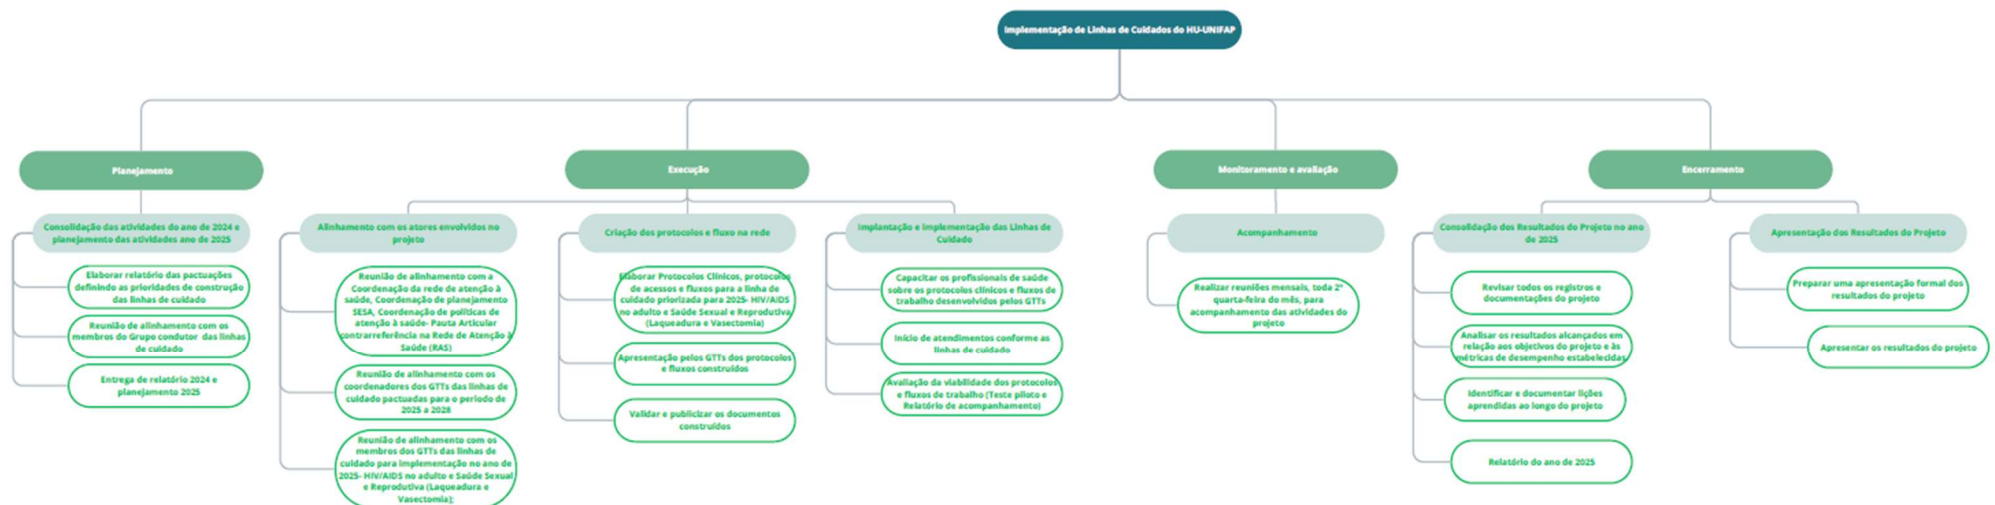 Implementação de Linhas de Cuidados do HU-UNIFAP
Planejamento
Consolidação das atividades do ano de 2024 e
planejamento das atividades ano de 2025
Elaborar relatório das pactuações
definindo as prioridades de construção
das linhas de cuidado
Reunião de alinhamento com os
membros do Grupo condutor das linhas
de cuidado
Entrega de relatório 2024 e
planejamento 2025
Execução
Alinhamento com os atores envolvidos no
projeto
Reunião de alinhamento com a
Coordenação da rede de atenção à
saúde, Coordenação de planejamento
SESA, Coordenação de políticas de
atenção à saúde- Pauta Articular
contrarreferência na Rede de Atenção à
Saúde (RAS)
Reunião de alinhamento com os
coordenadores dos GTTs das linhas de
cuidado pactuadas para o período de
2025 a 2028
Reunião de alinhamento com os
membros dos GTTs das linhas de
cuidado para implementação no ano de
2025- HIV/AIDS no adulto e Saúde Sexual
e Reprodutiva (Laqueadura e
Vasectomia);
Criação dos protocolos e fluxo na rede
Elaborar Protocolos Clínicos, protocolos
de acessos e fluxos para a linha de
cuidado priorizada para 2025- HIV/AIDS
no adulto e Saúde Sexual e Reprodutiva
(Laqueadura e Vasectomia)
Apresentação pelos GTTs dos protocolos
e fluxos construídos
Validar e publicizar os documentos
construídos
Implantação e Implementação das Linhas de
Cuidado
Capacitar os profissionais de saúde
sobre os protocolos clínicos e fluxos de
trabalho desenvolvidos pelos GTTs
Início de atendimentos conforme as
linhas de cuidado
Avaliação da viabilidade dos protocolos
e fluxos de trabalho (Teste piloto e
Relatório de acompanhamento)
Monitoramento e avaliação
Acompanhamento
Realizar reuniões mensais, toda 2ª
quarta-feira do mês, para
acompanhamento das atividades do
projeto
Encerramento
Consolidação dos Resultados do Projeto no ano
de 2025
Revisar todos os registros e
documentações do projeto
Analisar os resultados alcançados em
relação aos objetivos do projeto e às
métricas de desempenho estabelecidas
Identificar e documentar lições
aprendidas ao longo do projeto
Relatório do ano de 2025
Apresentação dos Resultados do Projeto
Preparar uma apresentação formal dos
resultados do projeto
Apresentar os resultados do projeto